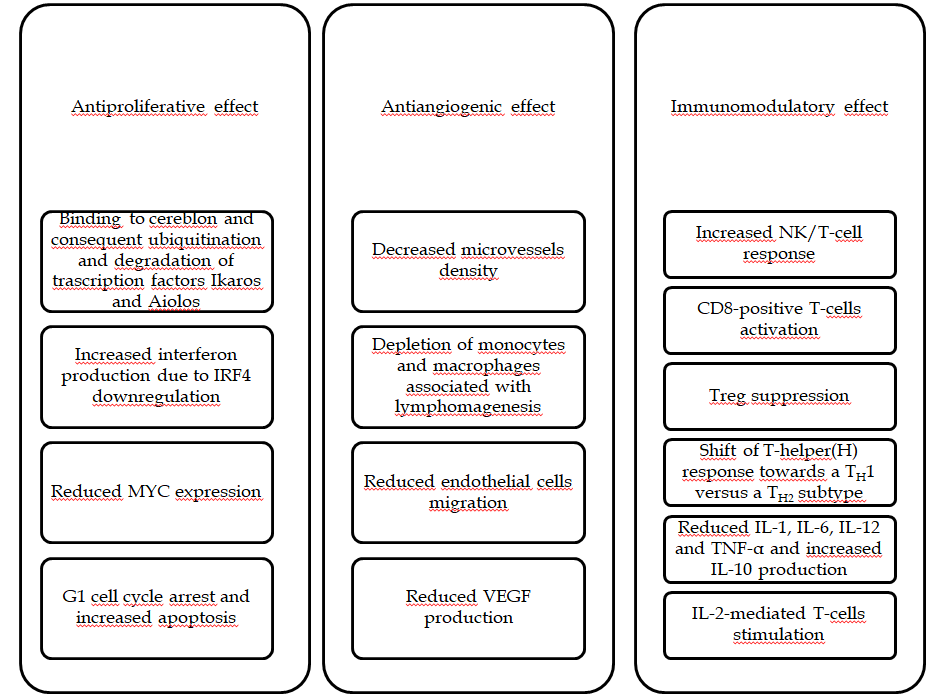 Antiproliferative effect
Binding to cereblon and
consequent ubiquitination
and degradation of
trascription factors Ikaros
and Aiolos
Increased interferon
production due to IRF4
downregulation
Reduced MYC expression
G1 cell cycle arrest and
increased apoptosis
Antiangiogenic effect
Decreased microvessels
density
Depletion of monocytes
and macrophages
associated with
lymphomagenesis
Reduced endothelial cells
migration
Reduced VEGF
production
Immunomodulatory effect
Increased NK/T-cell
response
CD8-positive T-cells
activation
Treg suppression
Shift of T-helper(H)
response towards a TH1
versus a TH2 subtype
Reduced IL-1, IL-6, IL-12
and TNF-α and increased
IL-10 production
IL-2-mediated T-cells
stimulation